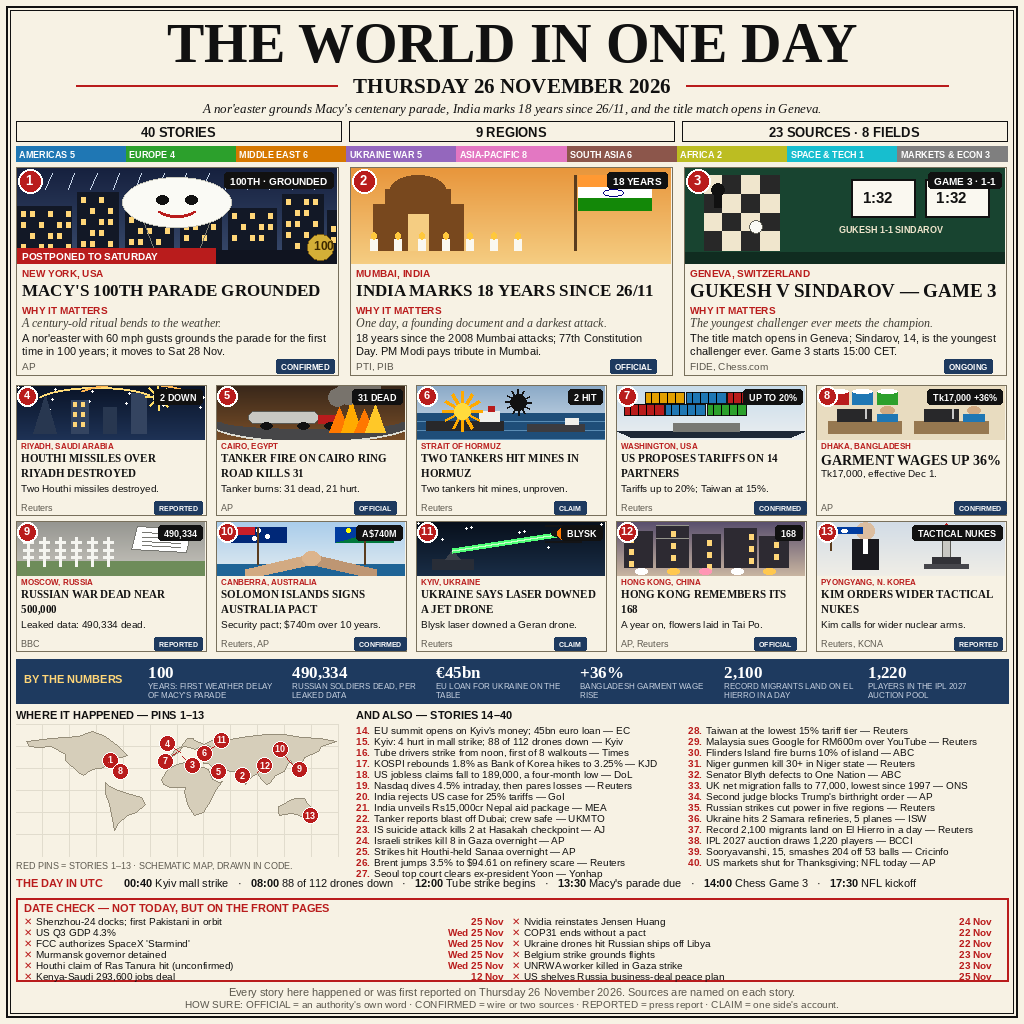 THE WORLD IN ONE DAY
THURSDAY 26 NOVEMBER 2026
A nor'easter grounds Macy's centenary parade, India marks 18 years since 26/11, and the title match opens in Geneva.
40 STORIES
9 REGIONS
23 SOURCES · 8 FIELDS
AMERICAS 5
EUROPE 4
MIDDLE EAST 6
UKRAINE WAR 5
ASIA-PACIFIC 8
SOUTH ASIA 6
AFRICA 2
SPACE & TECH 1
MARKETS & ECON 3
1
100TH · GROUNDED
100
POSTPONED TO SATURDAY
NEW YORK, USA
MACY'S 100TH PARADE GROUNDED
WHY IT MATTERS
A century-old ritual bends to the weather.
A nor'easter with 60 mph gusts grounds the parade for the first
time in 100 years; it moves to Sat 28 Nov.
AP
CONFIRMED
2
18 YEARS
MUMBAI, INDIA
INDIA MARKS 18 YEARS SINCE 26/11
WHY IT MATTERS
One day, a founding document and a darkest attack.
18 years since the 2008 Mumbai attacks; 77th Constitution
Day. PM Modi pays tribute in Mumbai.
PTI, PIB
OFFICIAL
3
GAME 3 · 1-1
1:32
1:32
GUKESH 1-1 SINDAROV
GENEVA, SWITZERLAND
GUKESH V SINDAROV — GAME 3
WHY IT MATTERS
The youngest challenger ever meets the champion.
The title match opens in Geneva; Sindarov, 14, is the youngest
challenger ever. Game 3 starts 15:00 CET.
FIDE, Chess.com
ONGOING
4
2 DOWN
RIYADH, SAUDI ARABIA
HOUTHI MISSILES OVER
RIYADH DESTROYED
Two Houthi missiles destroyed.
Reuters
REPORTED
5
31 DEAD
CAIRO, EGYPT
TANKER FIRE ON CAIRO RING
ROAD KILLS 31
Tanker burns: 31 dead, 21 hurt.
AP
OFFICIAL
6
2 HIT
STRAIT OF HORMUZ
TWO TANKERS HIT MINES IN
HORMUZ
Two tankers hit mines, unproven.
Reuters
CLAIM
7
UP TO 20%
WASHINGTON, USA
US PROPOSES TARIFFS ON 14
PARTNERS
Tariffs up to 20%; Taiwan at 15%.
Reuters
CONFIRMED
8
Tk17,000 +36%
DHAKA, BANGLADESH
GARMENT WAGES UP 36%
Tk17,000, effective Dec 1.
AP
CONFIRMED
9
490,334
MOSCOW, RUSSIA
RUSSIAN WAR DEAD NEAR
500,000
Leaked data: 490,334 dead.
BBC
REPORTED
10
A$740M
CANBERRA, AUSTRALIA
SOLOMON ISLANDS SIGNS
AUSTRALIA PACT
Security pact; $740m over 10 years.
Reuters, AP
CONFIRMED
11
BLYSK
KYIV, UKRAINE
UKRAINE SAYS LASER DOWNED
A JET DRONE
Blysk laser downed a Geran drone.
Reuters
CLAIM
12
168
HONG KONG, CHINA
HONG KONG REMEMBERS ITS
168
A year on, flowers laid in Tai Po.
AP, Reuters
OFFICIAL
13
TACTICAL NUKES
PYONGYANG, N. KOREA
KIM ORDERS WIDER TACTICAL
NUKES
Kim calls for wider nuclear arms.
Reuters, KCNA
REPORTED
BY THE NUMBERS
100
YEARS: FIRST WEATHER DELAY
OF MACY'S PARADE
490,334
RUSSIAN SOLDIERS DEAD, PER
LEAKED DATA
€45bn
EU LOAN FOR UKRAINE ON THE
TABLE
+36%
BANGLADESH GARMENT WAGE
RISE
2,100
RECORD MIGRANTS LAND ON EL
HIERRO IN A DAY
1,220
PLAYERS IN THE IPL 2027
AUCTION POOL
WHERE IT HAPPENED — PINS 1–13
4
11
6
10
1
8
7
3
5
2
12
9
13
RED PINS = STORIES 1–13 · SCHEMATIC MAP, DRAWN IN CODE.
AND ALSO — STORIES 14–40
14. EU summit opens on Kyiv's money; 45bn euro loan — EC
15. Kyiv: 4 hurt in mall strike; 88 of 112 drones down — Kyiv
16. Tube drivers strike from noon, first of 8 walkouts — Times
17. KOSPI rebounds 1.8% as Bank of Korea hikes to 3.25% — KJD
18. US jobless claims fall to 189,000, a four-month low — DoL
19. Nasdaq dives 4.5% intraday, then pares losses — Reuters
20. India rejects US case for 25% tariffs — GoI
21. India unveils Rs15,000cr Nepal aid package — MEA
22. Tanker reports blast off Dubai; crew safe — UKMTO
23. IS suicide attack kills 2 at Hasakah checkpoint — AJ
24. Israeli strikes kill 8 in Gaza overnight — AP
25. Strikes hit Houthi-held Sanaa overnight — AP
26. Brent jumps 3.5% to $94.61 on refinery scare — Reuters
27. Seoul top court clears ex-president Yoon — Yonhap
28. Taiwan at the lowest 15% tariff tier — Reuters
29. Malaysia sues Google for RM600m over YouTube — Reuters
30. Flinders Island fire burns 10% of island — ABC
31. Niger gunmen kill 30+ in Niger state — Reuters
32. Senator Blyth defects to One Nation — ABC
33. UK net migration falls to 77,000, lowest since 1997 — ONS
34. Second judge blocks Trump's birthright order — AP
35. Russian strikes cut power in five regions — Reuters
36. Ukraine hits 2 Samara refineries, 5 planes — ISW
37. Record 2,100 migrants land on El Hierro in a day — Reuters
38. IPL 2027 auction draws 1,220 players — BCCI
39. Sooryavanshi, 15, smashes 204 off 53 balls — Cricinfo
40. US markets shut for Thanksgiving; NFL today — AP
THE DAY IN UTC 00:40 Kyiv mall strike · 08:00 88 of 112 drones down · 12:00 Tube strike begins · 13:30 Macy's parade due · 14:00 Chess Game 3 · 17:30 NFL kickoff
DATE CHECK — NOT TODAY, BUT ON THE FRONT PAGES
✕ Shenzhou-24 docks; first Pakistani in orbit 25 Nov
✕ US Q3 GDP 4.3% Wed 25 Nov
✕ FCC authorizes SpaceX 'Starmind' Wed 25 Nov
✕ Murmansk governor detained Wed 25 Nov
✕ Houthi claim of Ras Tanura hit (unconfirmed) Wed 25 Nov
✕ Kenya-Saudi 293,600 jobs deal 12 Nov
✕ Nvidia reinstates Jensen Huang 24 Nov
✕ COP31 ends without a pact 22 Nov
✕ Ukraine drones hit Russian ships off Libya 22 Nov
✕ Belgium strike grounds flights 23 Nov
✕ UNRWA worker killed in Gaza strike 23 Nov
✕ US shelves Russia business-deal peace plan 25 Nov
Every story here happened or was first reported on Thursday 26 November 2026. Sources are named on each story.
HOW SURE: OFFICIAL = an authority's own word · CONFIRMED = wire or two sources · REPORTED = press report · CLAIM = one side's account.